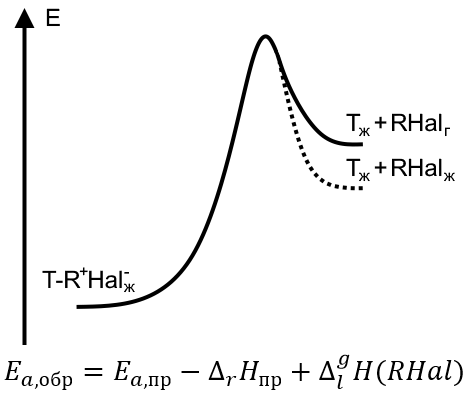 E
Tж + RHalг
Tж + RHalж
T-R⁺Hal⁻ж
Eₐ,обр = Eₐ,пр − ΔᵣHпр + Δₗᵍ H(RHal)